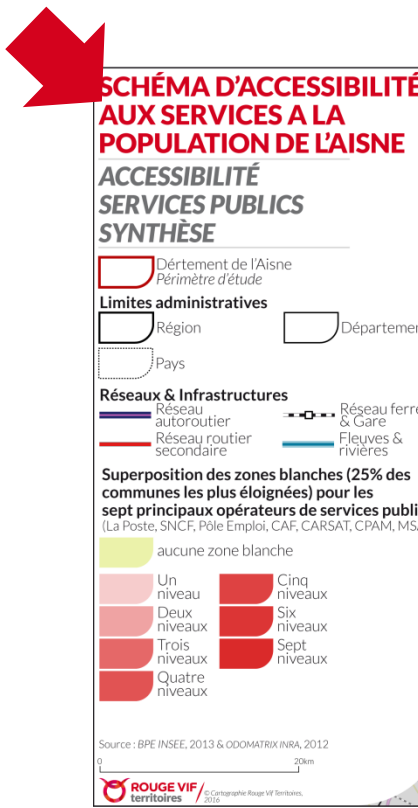 SCHÉMA D'ACCESSIBILITÉ
AUX SERVICES A LA
POPULATION DE L'AISNE
ACCESSIBILITÉ
SERVICES PUBLICS
SYNTHÈSE
Dértement de l'Aisne
Périmètre d'étude
Limites administratives
Région
Départemen
Pays
Réseaux & Infrastructures
Réseau
autoroutier
Réseau ferre
& Gare
Réseau routier
secondaire
Fleuves &
rivières
Superposition des zones blanches (25% des
communes les plus éloignées) pour les
sept principaux opérateurs de services publi
(La Poste, SNCF, Pôle Emploi, CAF, CARSAT, CPAM, MSA
aucune zone blanche
Un
niveau
Cinq
niveaux
Deux
niveaux
Six
niveaux
Trois
niveaux
Sept
niveaux
Quatre
niveaux
Source : BPE INSEE, 2013 & ODOMATRIX INRA, 2012
0 20km
ROUGE VIF
territoires
© Cartographie Rouge Vif Territoires,
2016